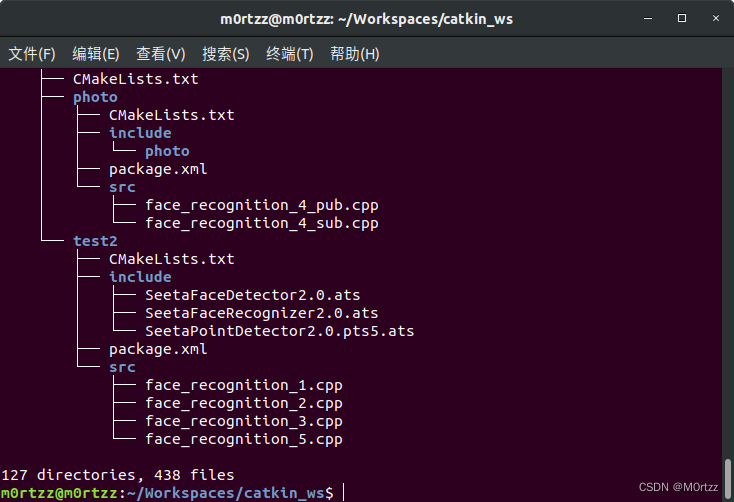 m0rtzz@m0rtzz: ~/Workspaces/catkin_ws
文件(F) 编辑(E) 查看(V) 搜索(S) 终端(T) 帮助(H)
├── CMakeLists.txt
├── photo
│   ├── CMakeLists.txt
│   ├── include
│   │   └── photo
│   ├── package.xml
│   └── src
│       ├── face_recognition_4_pub.cpp
│       └── face_recognition_4_sub.cpp
└── test2
    ├── CMakeLists.txt
    ├── include
    │   ├── SeetaFaceDetector2.0.ats
    │   ├── SeetaFaceRecognizer2.0.ats
    │   └── SeetaPointDetector2.0.pts5.ats
    ├── package.xml
    └── src
        ├── face_recognition_1.cpp
        ├── face_recognition_2.cpp
        ├── face_recognition_3.cpp
        └── face_recognition_5.cpp
127 directories, 438 files
m0rtzz@m0rtzz:~/Workspaces/catkin_ws$
CSDN @M0rtzz